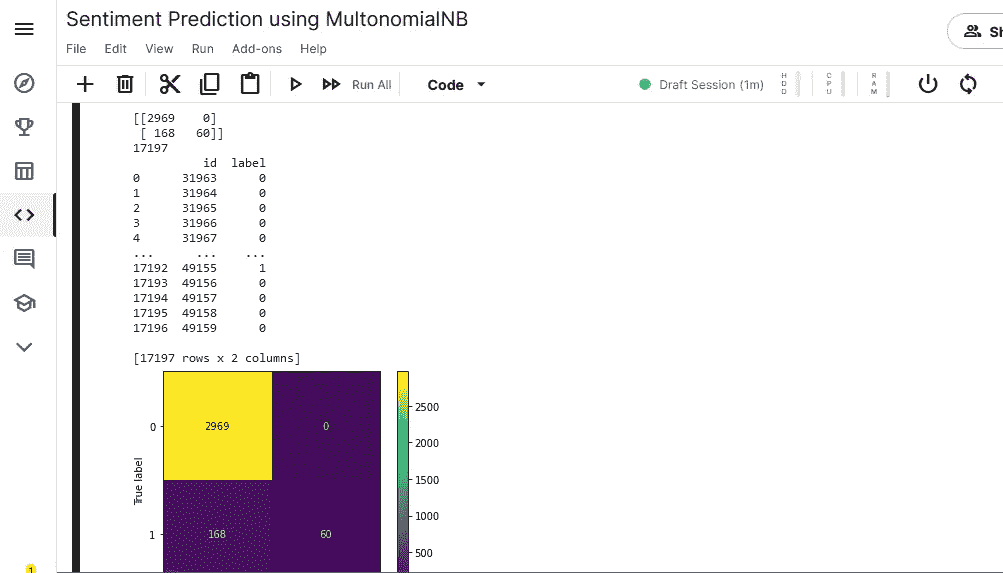 Sentiment Prediction using MultonomialNB
Sh
File Edit View Run Add-ons Help
Run All Code Draft Session (1m) HDD CPU RAM
[[2969 0]
[ 168 60]]
17197
id label
0 31963 0
1 31964 0
2 31965 0
3 31966 0
4 31967 0
... ... ...
17192 49155 1
17193 49156 0
17194 49157 0
17195 49158 0
17196 49159 0
[17197 rows x 2 columns]
2500
0 2969 0
2000
True label
1500
1000
1 168 60
500
1